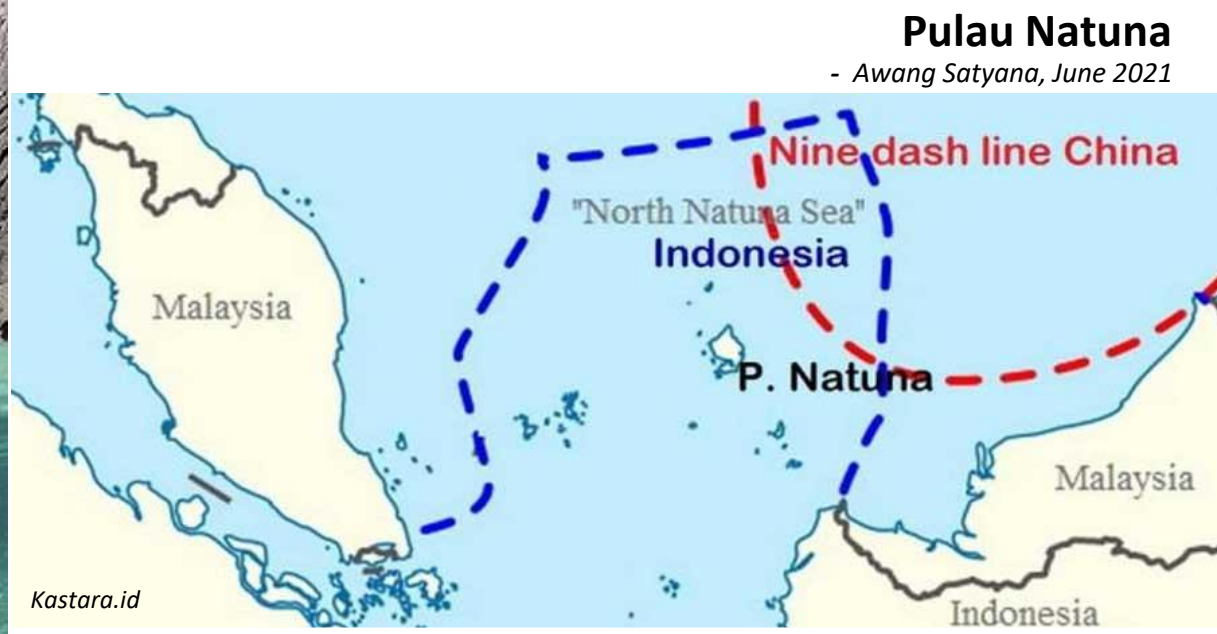 Pulau Natuna
- Awang Satyana, June 2021
Nine dash line China
"North Natuna Sea"
Indonesia
Malaysia
P. Natuna
Malaysia
Kastara.id
Indonesia